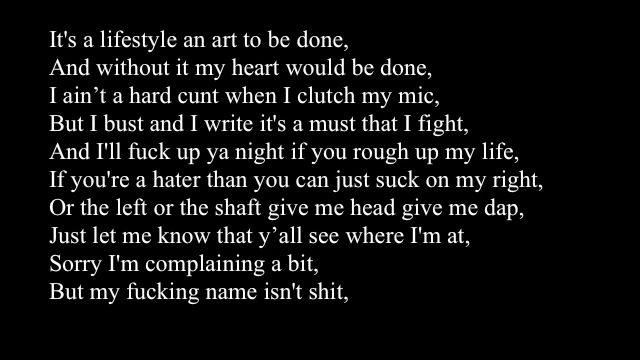 It's a lifestyle an art to be done,
And without it my heart would be done,
I ain’t a hard cunt when I clutch my mic,
But I bust and I write it's a must that I fight,
And I'll fuck up ya night if you rough up my life,
If you're a hater than you can just suck on my right,
Or the left or the shaft give me head give me dap,
Just let me know that y’all see where I'm at,
Sorry I'm complaining a bit,
But my fucking name isn't shit,